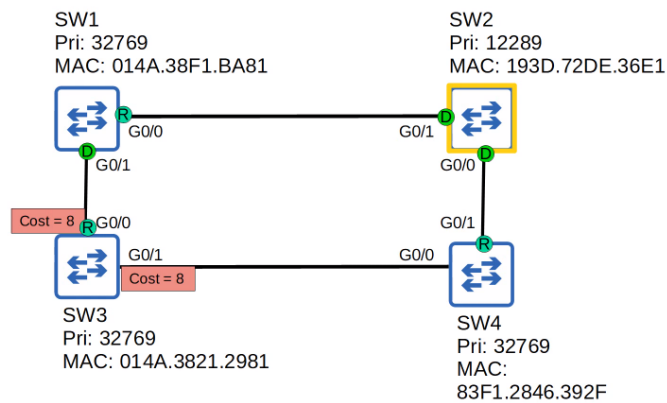 SW1
Pri: 32769
MAC: 014A.38F1.BA81
SW2
Pri: 12289
MAC: 193D.72DE.36E1
R
G0/0
G0/1
D
D
G0/1
D
G0/0
Cost = 8
R
G0/0
G0/1
R
G0/1
Cost = 8
G0/0
SW3
Pri: 32769
MAC: 014A.3821.2981
SW4
Pri: 32769
MAC:
83F1.2846.392F